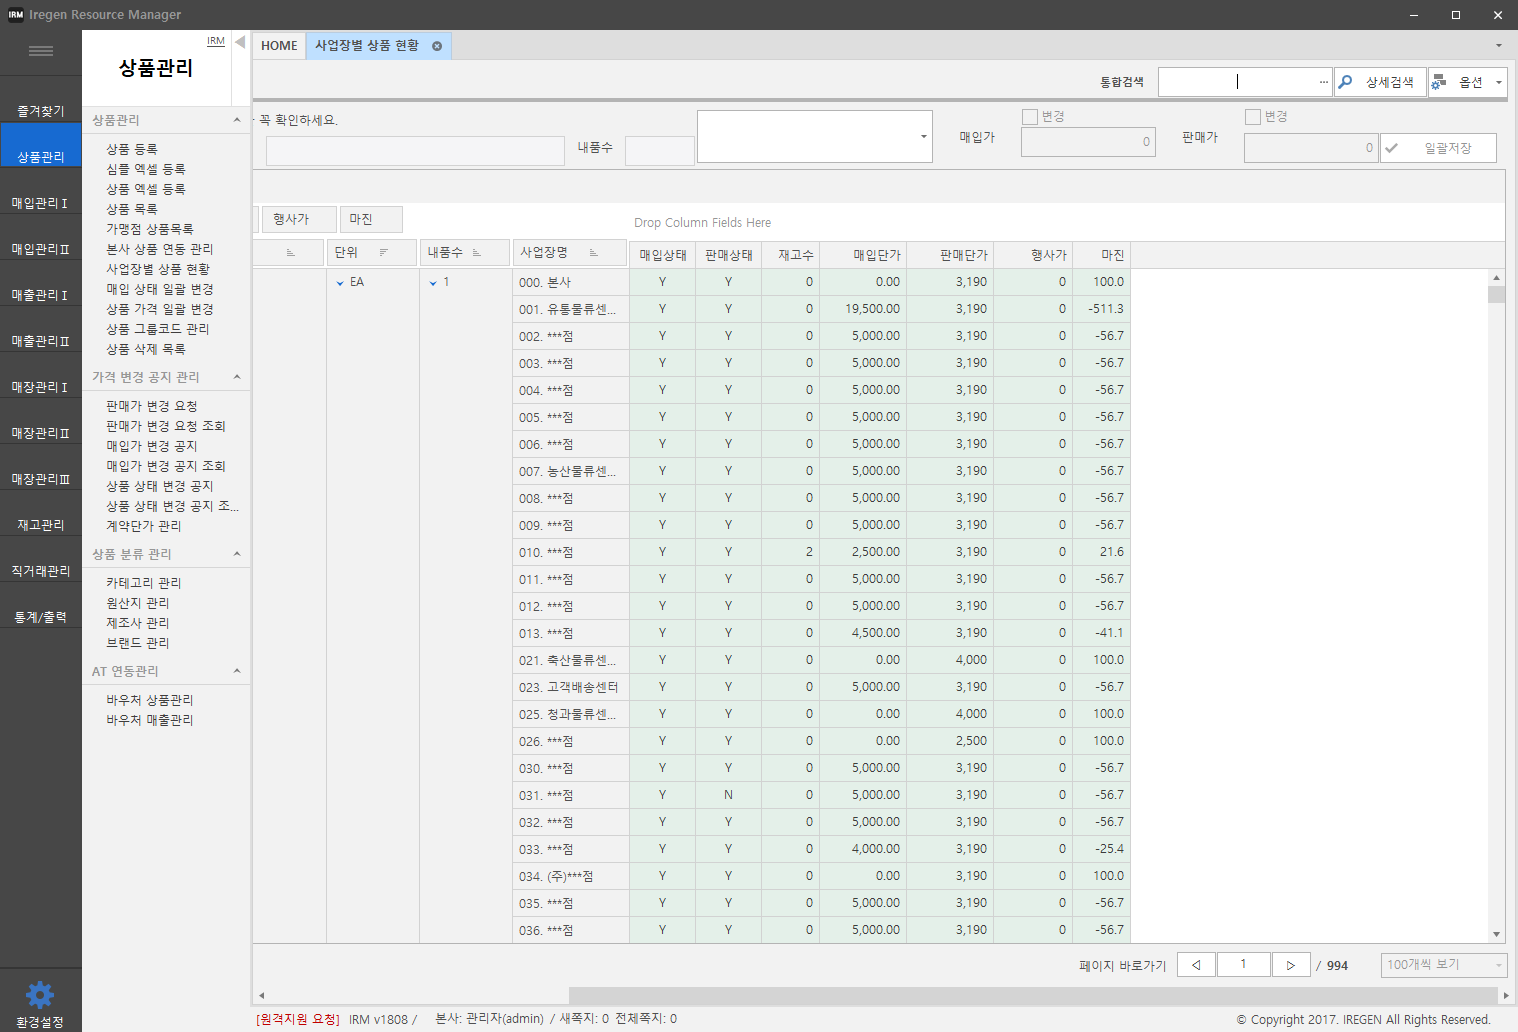 IRM Iregen Resource Manager
즐겨찾기
상품관리
매입관리 I
매입관리 II
매출관리 I
매출관리 II
매장관리 I
매장관리 II
매장관리 III
재고관리
직거래관리
통계/출력
환경설정
IRM
상품관리
상품관리
상품 등록
심플 엑셀 등록
상품 엑셀 등록
상품 목록
가맹점 상품목록
본사 상품 연동 관리
사업장별 상품 현황
매입 상태 일괄 변경
상품 가격 일괄 변경
상품 그룹코드 관리
상품 삭제 목록
가격 변경 공지 관리
판매가 변경 요청
판매가 변경 요청 조회
매입가 변경 공지
매입가 변경 공지 조회
상품 상태 변경 공지
상품 상태 변경 공지 조...
계약단가 관리
상품 분류 관리
카테고리 관리
원산지 관리
제조사 관리
브랜드 관리
AT 연동관리
바우처 상품관리
바우처 매출관리
HOME 사업장별 상품 현황
통합검색 ... 상세검색 옵션
꼭 확인하세요.
내품수 매입가 변경 0 판매가 변경 0 일괄저장
행사가 마진 Drop Column Fields Here
단위 내품수 사업장명 매입상태 판매상태 재고수 매입단가 판매단가 행사가 마진
EA 1 000. 본사 Y Y 0 0.00 3,190 0 100.0
001. 유통물류센... Y Y 0 19,500.00 3,190 0 -511.3
002. ***점 Y Y 0 5,000.00 3,190 0 -56.7
003. ***점 Y Y 0 5,000.00 3,190 0 -56.7
004. ***점 Y Y 0 5,000.00 3,190 0 -56.7
005. ***점 Y Y 0 5,000.00 3,190 0 -56.7
006. ***점 Y Y 0 5,000.00 3,190 0 -56.7
007. 농산물류센... Y Y 0 5,000.00 3,190 0 -56.7
008. ***점 Y Y 0 5,000.00 3,190 0 -56.7
009. ***점 Y Y 0 5,000.00 3,190 0 -56.7
010. ***점 Y Y 2 2,500.00 3,190 0 21.6
011. ***점 Y Y 0 5,000.00 3,190 0 -56.7
012. ***점 Y Y 0 5,000.00 3,190 0 -56.7
013. ***점 Y Y 0 4,500.00 3,190 0 -41.1
021. 축산물류센... Y Y 0 0.00 4,000 0 100.0
023. 고객배송센터 Y Y 0 5,000.00 3,190 0 -56.7
025. 청과물류센... Y Y 0 0.00 4,000 0 100.0
026. ***점 Y Y 0 0.00 2,500 0 100.0
030. ***점 Y Y 0 5,000.00 3,190 0 -56.7
031. ***점 Y N 0 5,000.00 3,190 0 -56.7
032. ***점 Y Y 0 5,000.00 3,190 0 -56.7
033. ***점 Y Y 0 4,000.00 3,190 0 -25.4
034. (주)***점 Y Y 0 0.00 3,190 0 100.0
035. ***점 Y Y 0 5,000.00 3,190 0 -56.7
036. ***점 Y Y 0 5,000.00 3,190 0 -56.7
페이지 바로가기 1 / 994 100개씩 보기
[원격지원 요청] IRM v1808 / 본사: 관리자(admin) / 새쪽지: 0 전체쪽지: 0 © Copyright 2017. IREGEN All Rights Reserved.